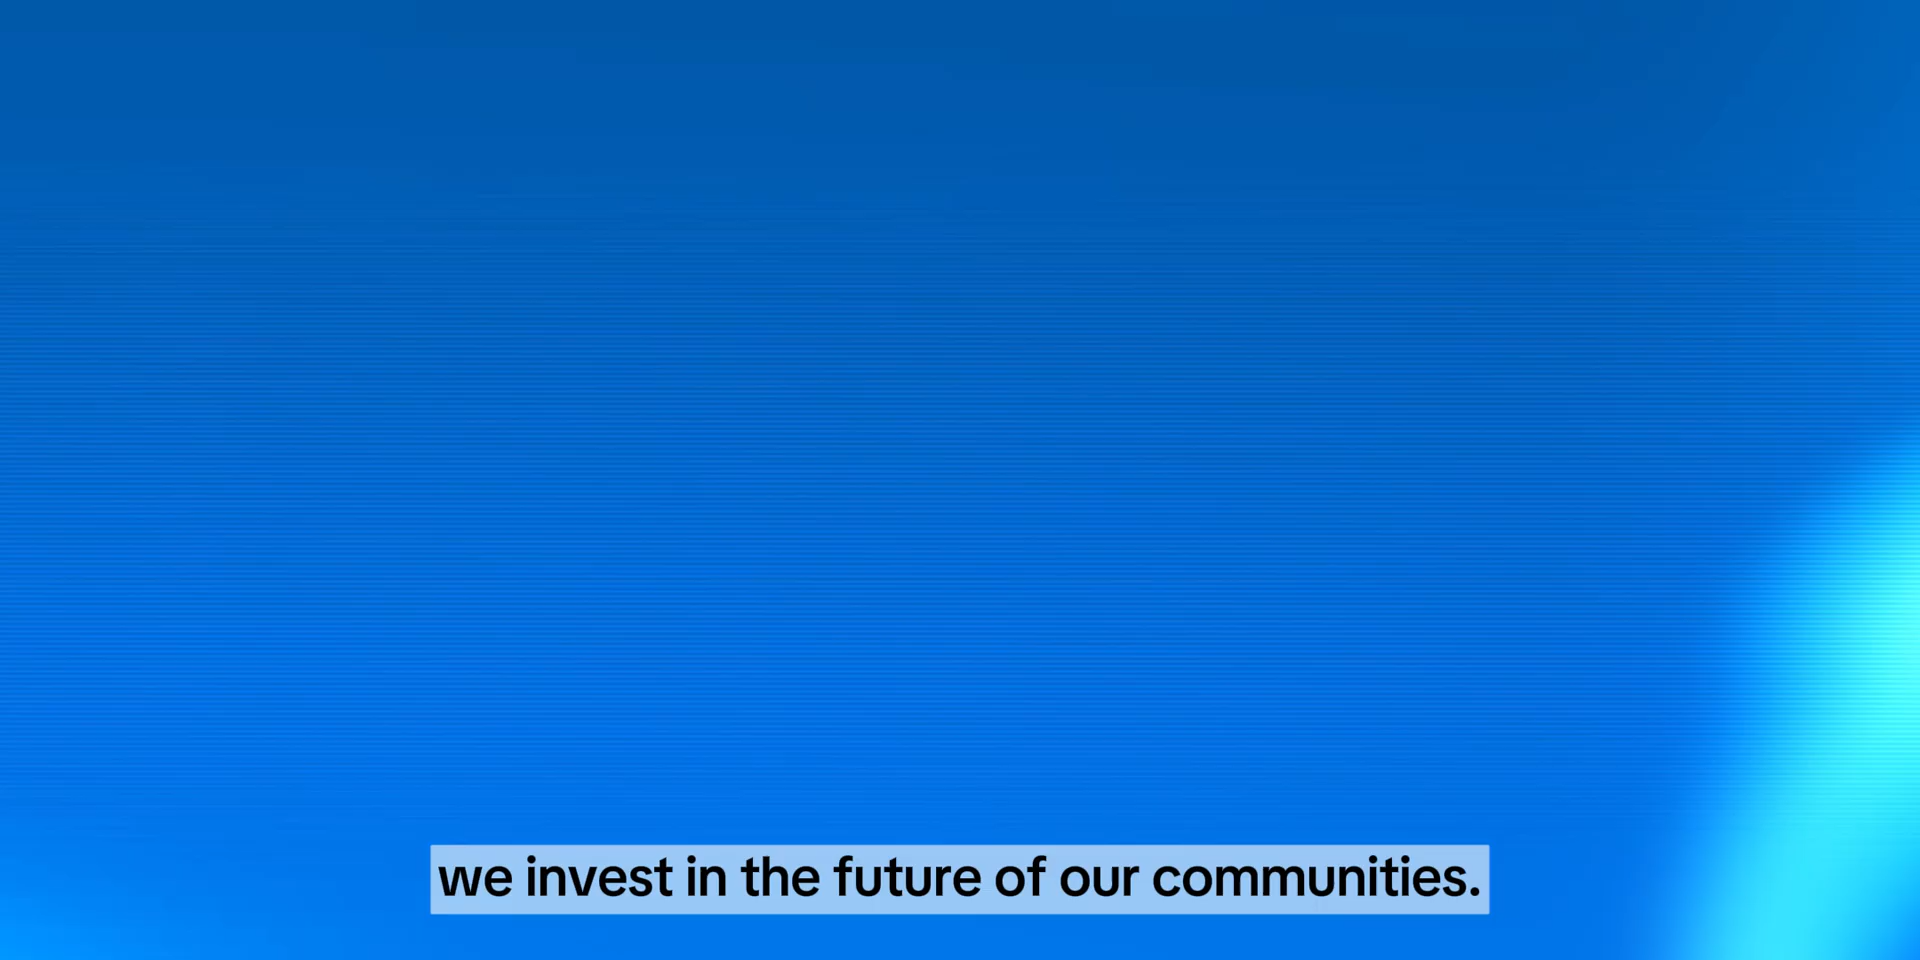 we invest in the future of our communities.